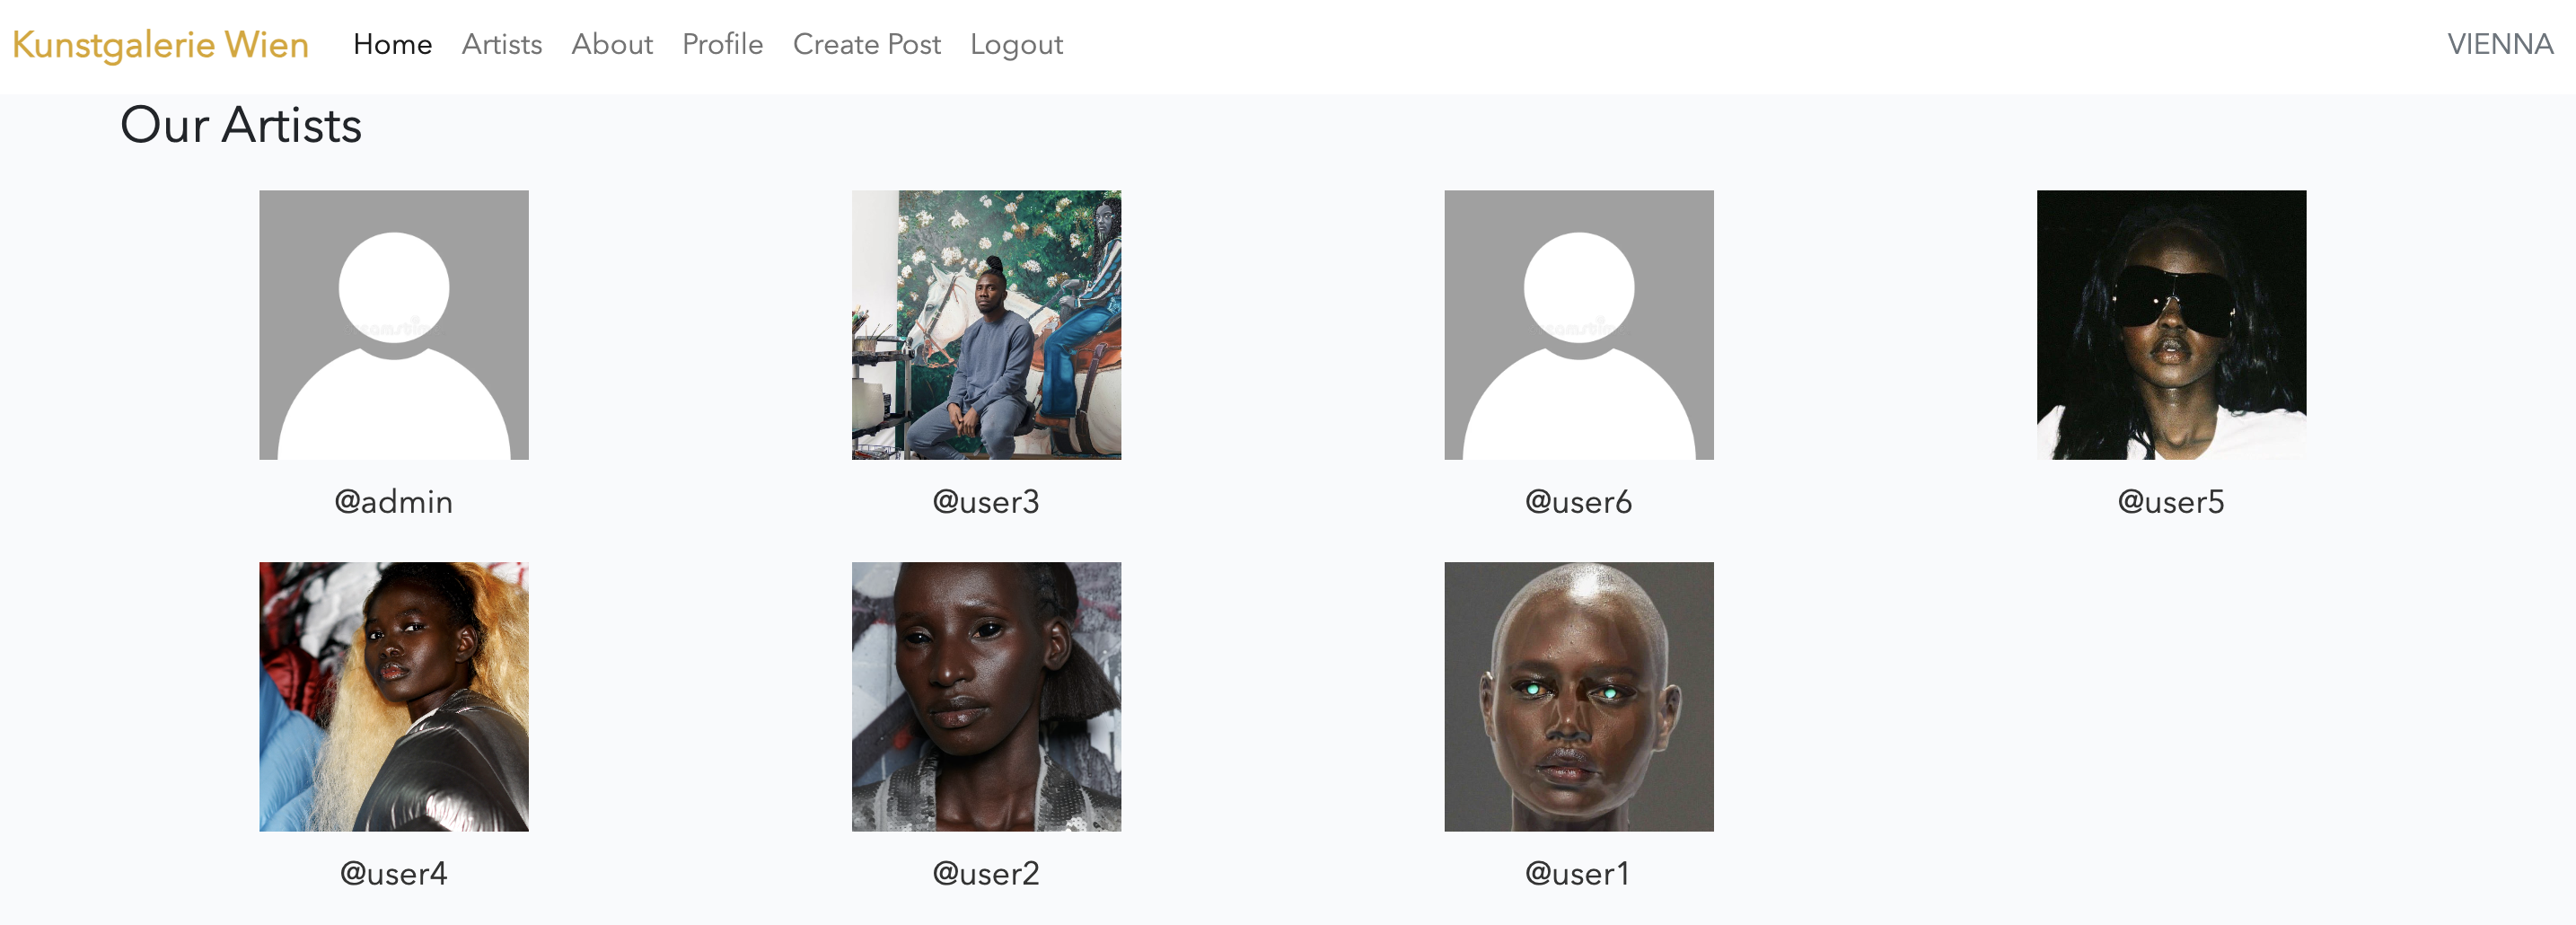 Kunstgalerie Wien Home Artists About Profile Create Post Logout VIENNA
Our Artists
@admin @user3 @user6 @user5
@user4 @user2 @user1